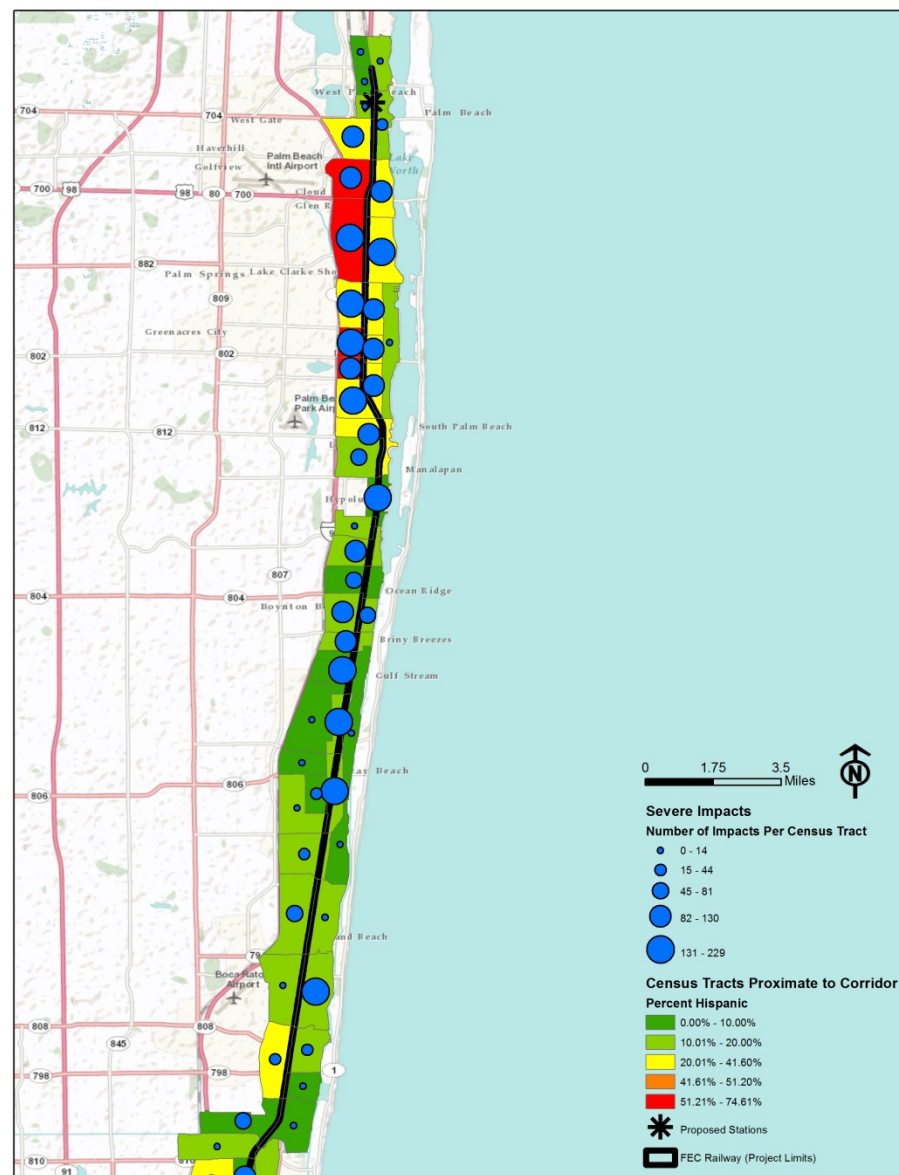 West P
each
704
704
West Gate
Palm Beach
Haverhill
Palm Beach
Intl Airport
Golfview
Lake
North
700
98
98
80
700
Cloud
Glen R
882
Palm Springs
Lake Clarke Sho
809
Greenacres City
802
802
Palm Bea
Park Airp
812
812
South Palm Beach
Manalapan
Hypolu
9
807
804
804
Ocean Ridge
Boynton B
Briny Breezes
Gulf Stream
ay Beach
806
806
and Beach
79
Boca Rato
Airport
808
808
845
798
798
1
810
810
91
0 1.75 3.5
Miles
N
Severe Impacts
Number of Impacts Per Census Tract
0 - 14
15 - 44
45 - 81
82 - 130
131 - 229
Census Tracts Proximate to Corridor
Percent Hispanic
0.00% - 10.00%
10.01% - 20.00%
20.01% - 41.60%
41.61% - 51.20%
51.21% - 74.61%
Proposed Stations
FEC Railway (Project Limits)